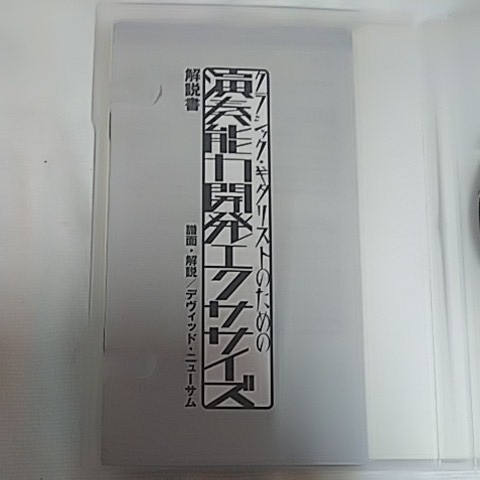 クラシック・ギタリストのための
演奏能力開発エクササイズ
解説書
譜面・解説／デヴィッド・ニューサム